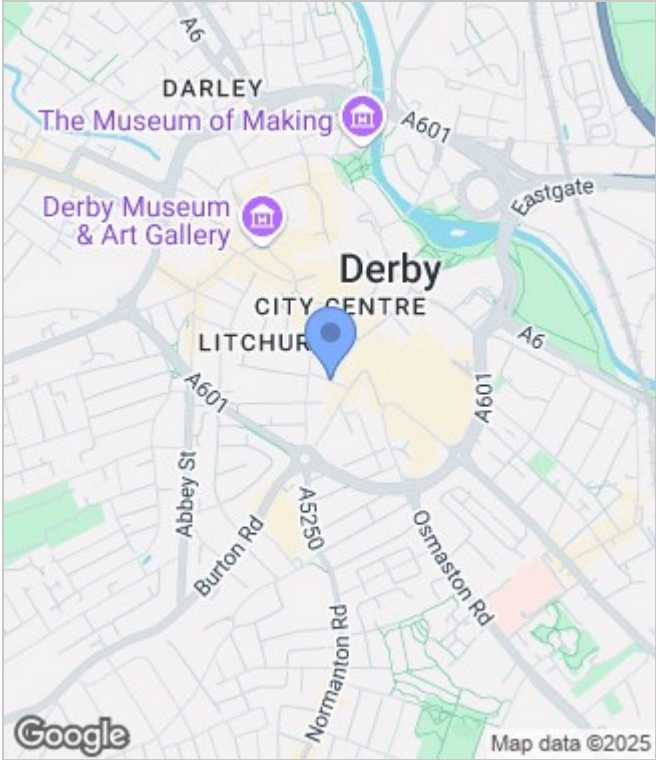 A6
DARLEY
The Museum of Making
A601
Derby Museum
& Art Gallery
Eastgate
Derby
CITY CENTRE
LITCHUR
A6
A601
A601
Abbey St
A5250
Burton Rd
Osmaston Rd
Normanton Rd
Google
Map data ©2025